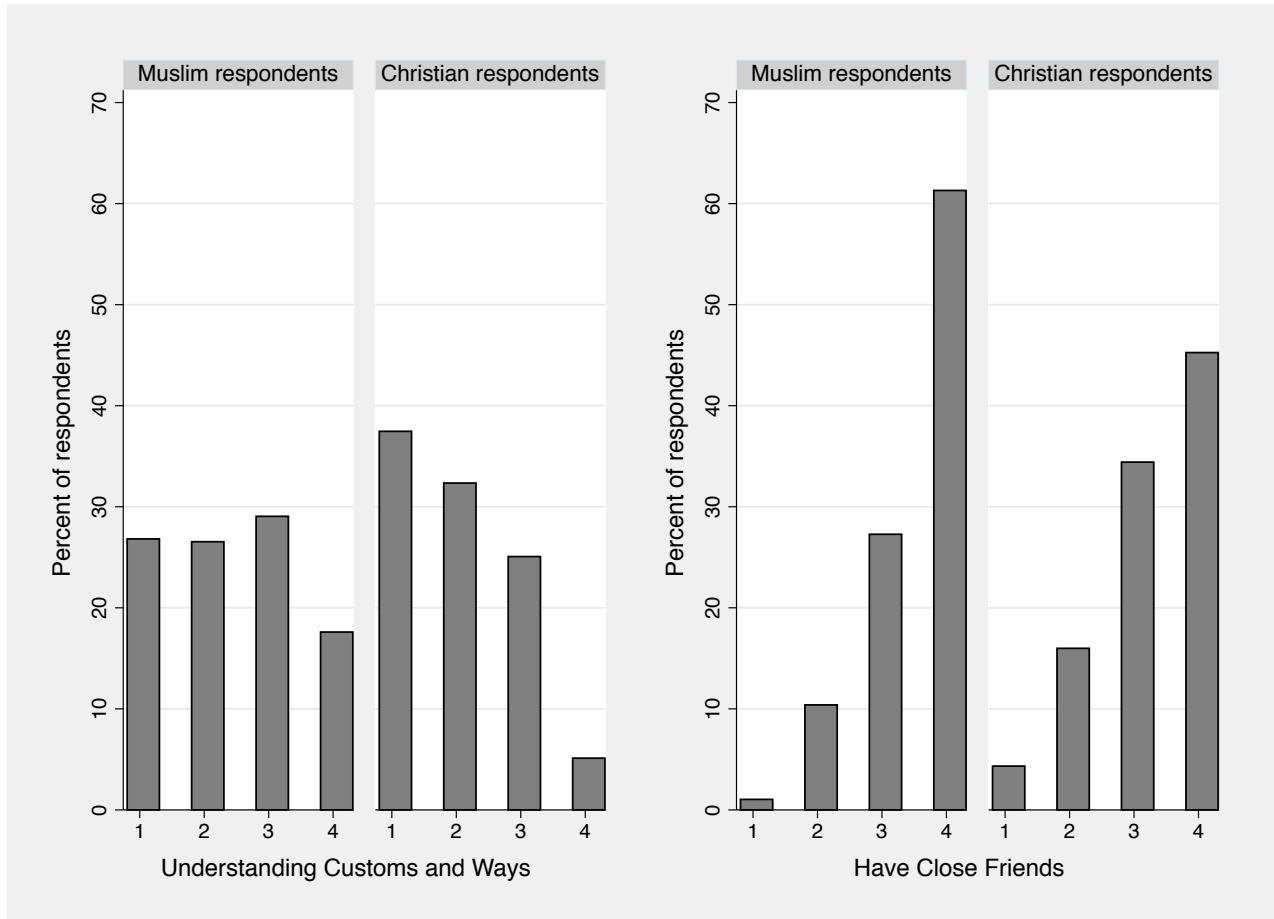 Muslim respondents Christian respondents
70
60
50
40
30
20
10
0
Percent of respondents
1 2 3 4 1 2 3 4
Understanding Customs and Ways
Muslim respondents Christian respondents
70
60
50
40
30
20
10
0
Percent of respondents
1 2 3 4 1 2 3 4
Have Close Friends